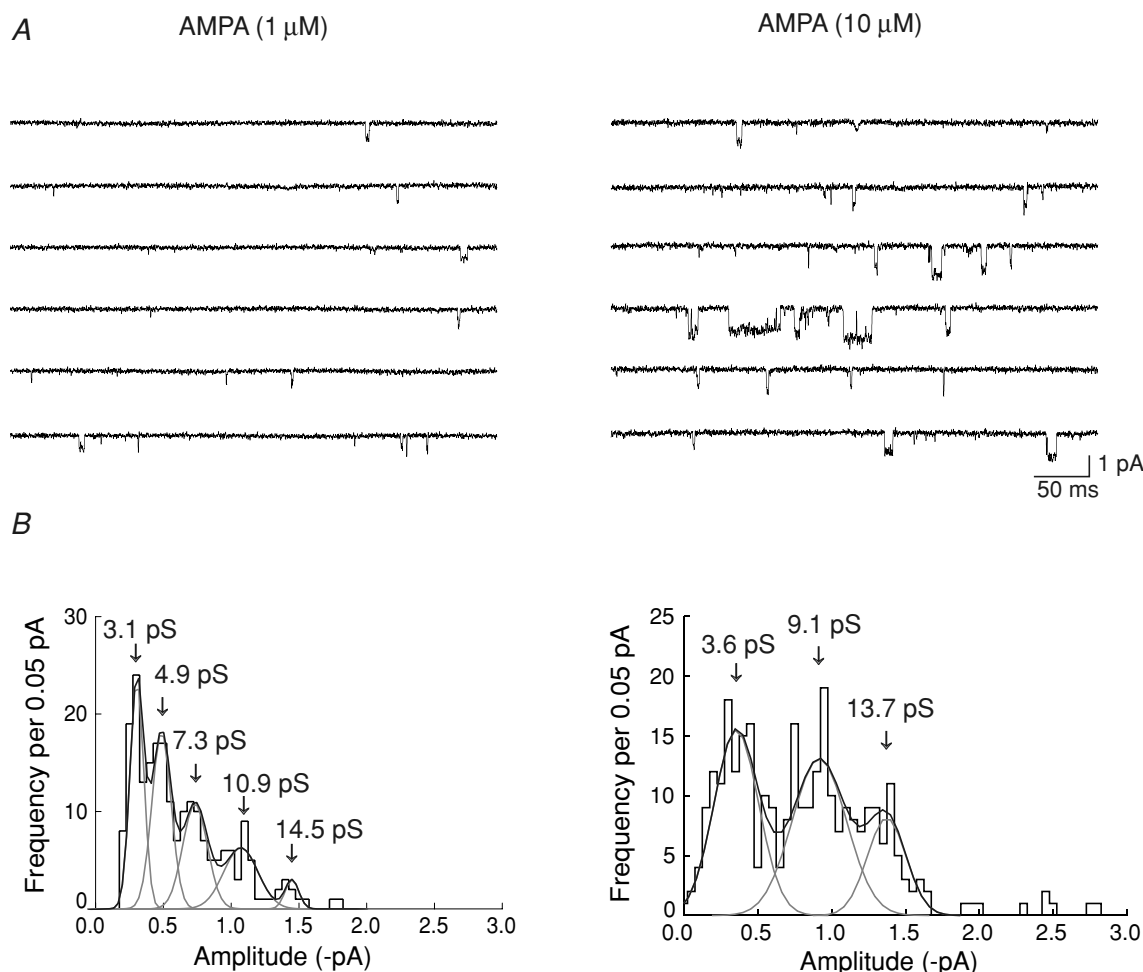 A
AMPA (1 μM)
AMPA (10 μM)
1 pA
50 ms
B
Frequency per 0.05 pA
30
20
10
0
3.1 pS
4.9 pS
7.3 pS
10.9 pS
14.5 pS
0.0 0.5 1.0 1.5 2.0 2.5 3.0
Amplitude (-pA)
Frequency per 0.05 pA
25
20
15
10
5
0
3.6 pS
9.1 pS
13.7 pS
0.0 0.5 1.0 1.5 2.0 2.5 3.0
Amplitude (-pA)